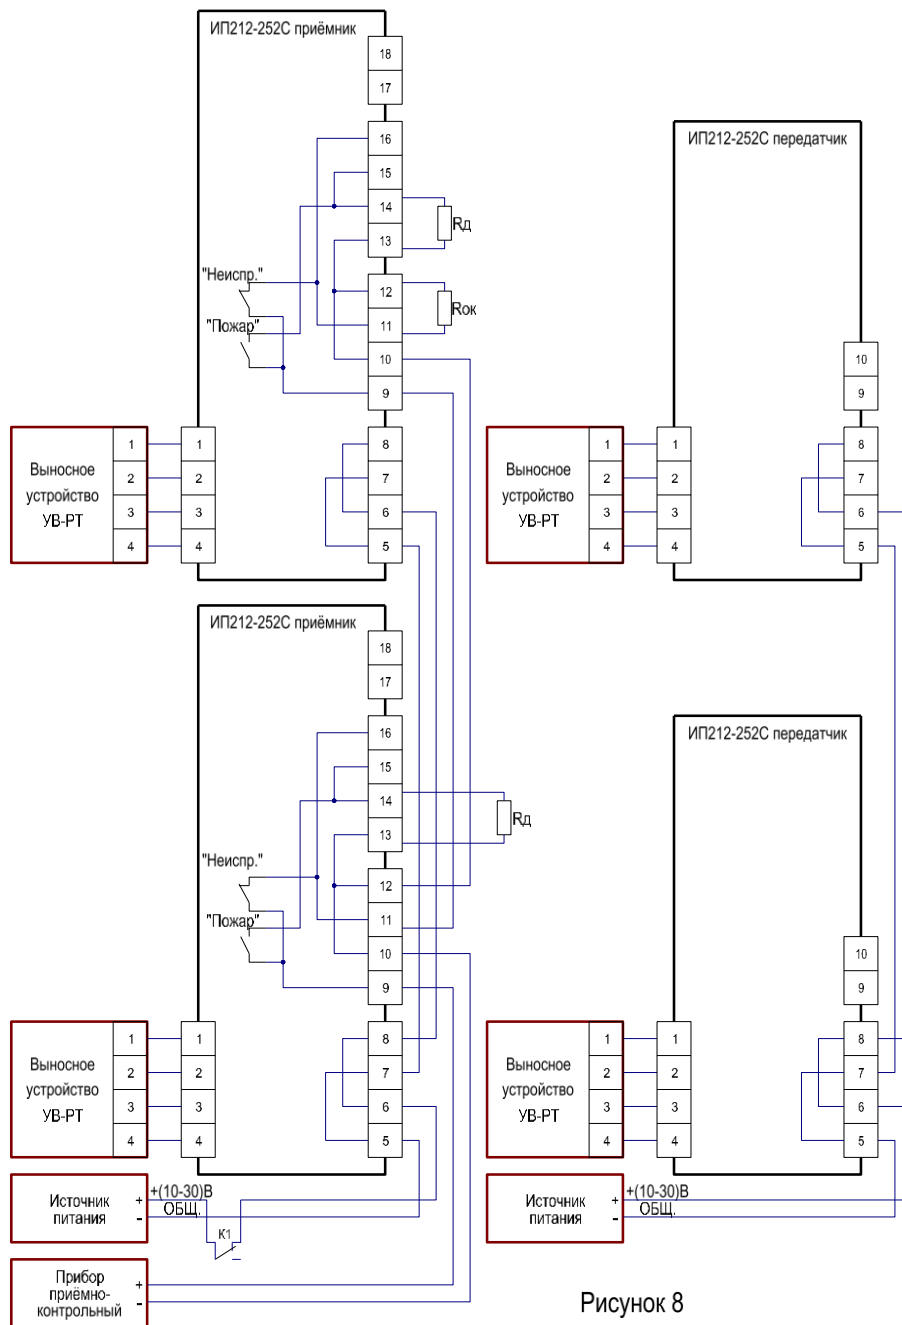 ИП212-252С приёмник
18
17
16
15
14
13
Rд
"Неиспр."
12
Rок
11
"Пожар"
10
9
Выносное
устройство
УВ-РТ
1
2
3
4
1
2
3
4
8
7
6
5
ИП212-252С передатчик
10
9
Выносное
устройство
УВ-РТ
1
2
3
4
1
2
3
4
8
7
6
5
ИП212-252С приёмник
18
17
16
15
14
13
Rд
"Неиспр."
12
11
"Пожар"
10
9
Выносное
устройство
УВ-РТ
1
2
3
4
1
2
3
4
8
7
6
5
Источник
питания
+
-
+(10-30)В
ОБЩ.
К1
Прибор
приёмно-
контрольный
+
-
ИП212-252С передатчик
10
9
Выносное
устройство
УВ-РТ
1
2
3
4
1
2
3
4
8
7
6
5
Источник
питания
+
-
+(10-30)В
ОБЩ.
Рисунок 8